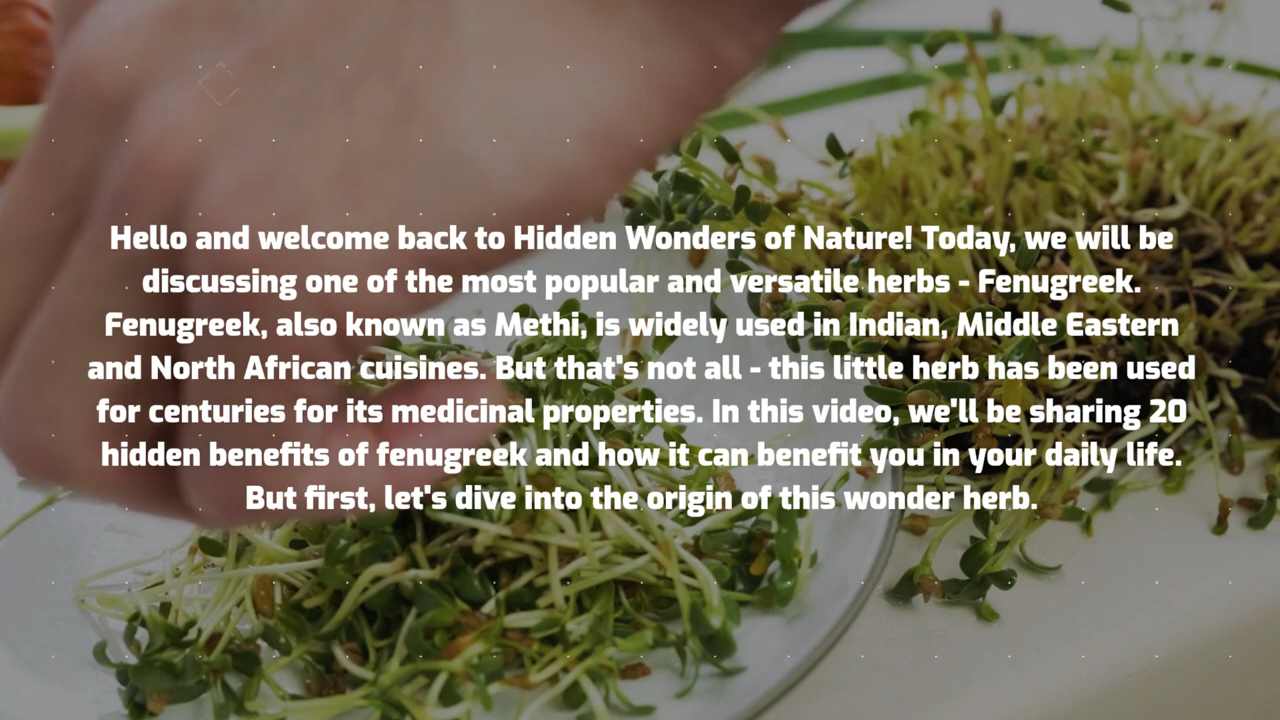 Hello and welcome back to Hidden Wonders of Nature! Today, we will be
discussing one of the most popular and versatile herbs - Fenugreek.
Fenugreek, also known as Methi, is widely used in Indian, Middle Eastern
and North African cuisines. But that's not all - this little herb has been used
for centuries for its medicinal properties. In this video, we'll be sharing 20
hidden benefits of fenugreek and how it can benefit you in your daily life.
But first, let's dive into the origin of this wonder herb.